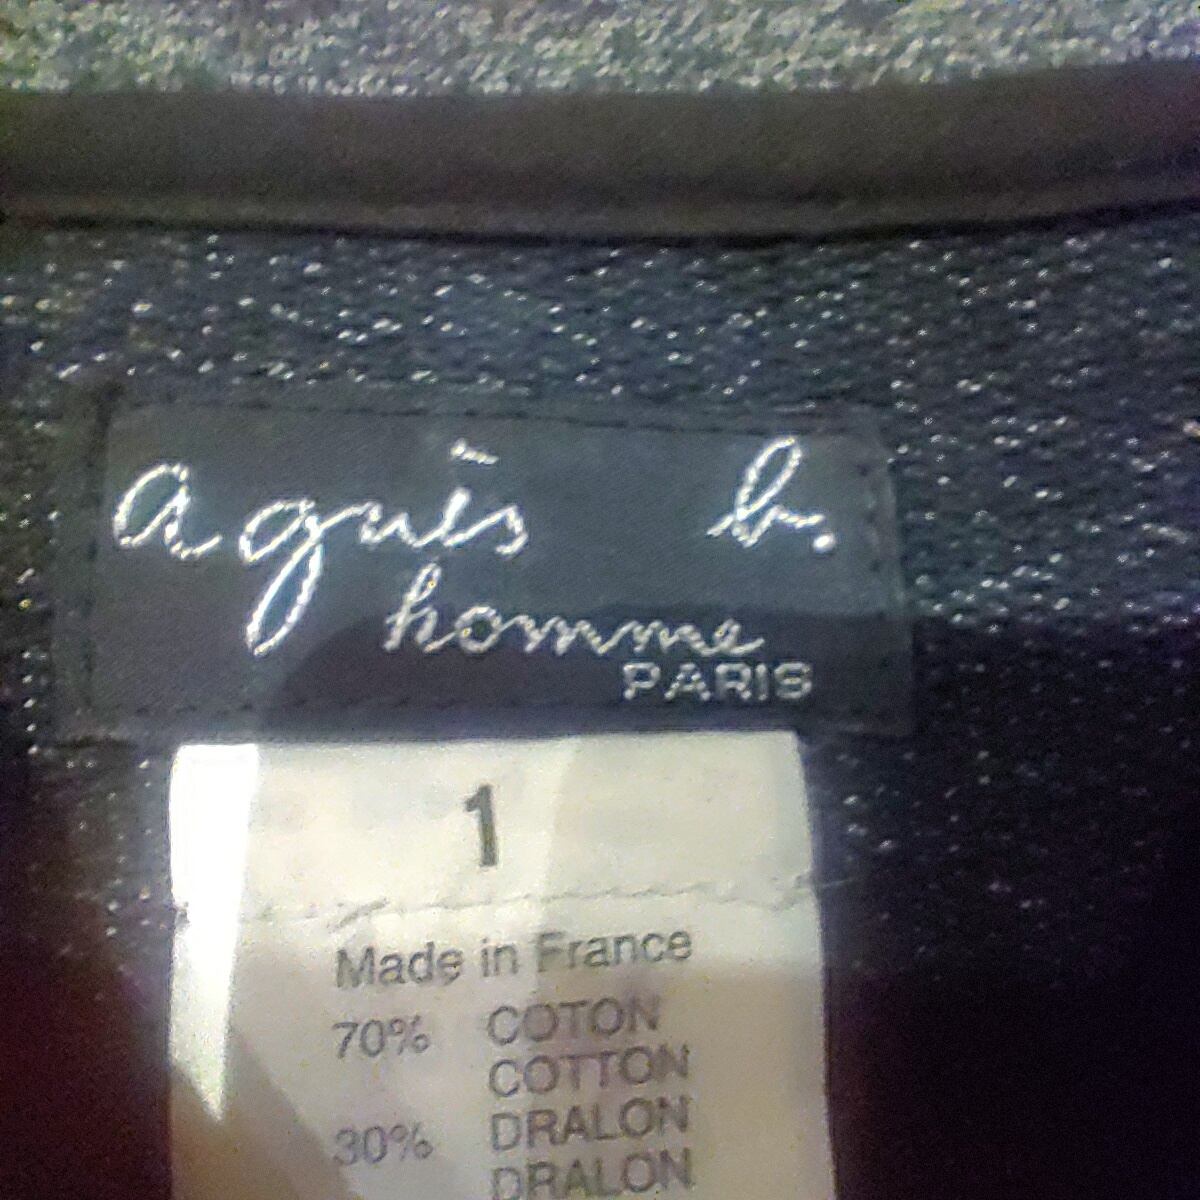 agnès b.
homme
PARIS
1
Made in France
70% COTON
COTTON
30% DRALON
DRALON